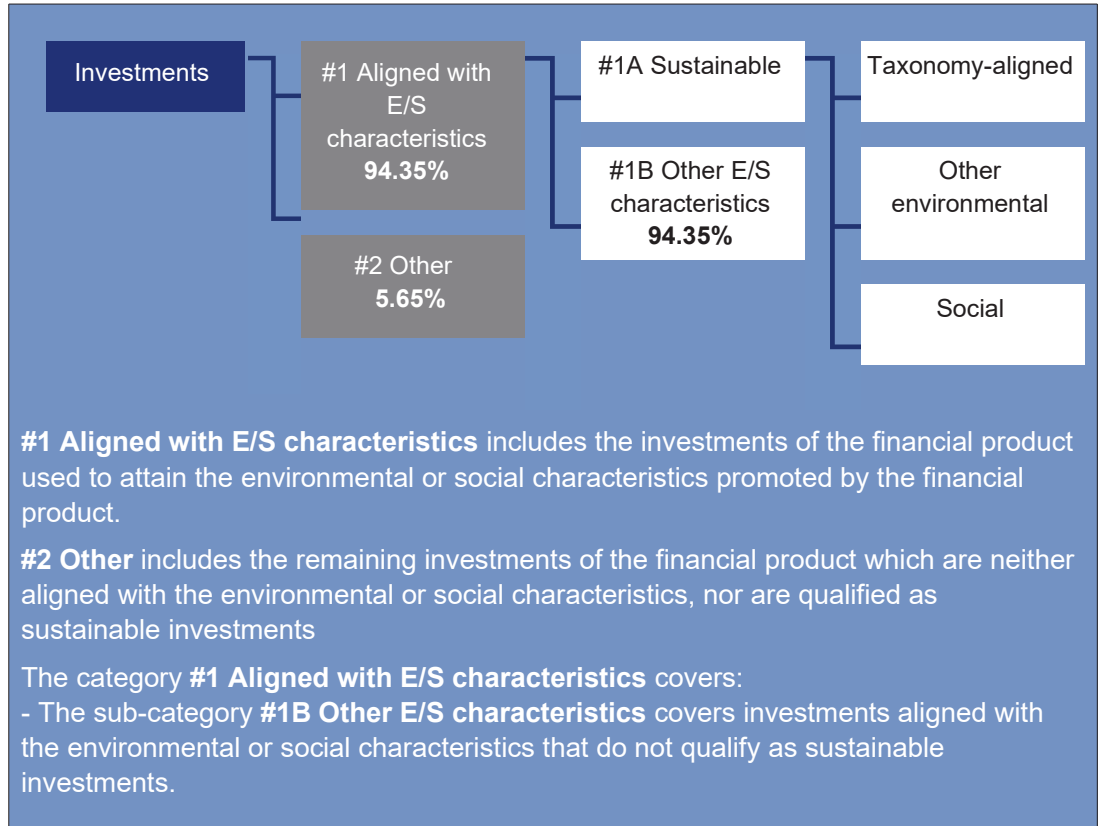 Investments
#1 Aligned with
E/S
characteristics
94.35%
#2 Other
5.65%
#1A Sustainable
#1B Other E/S
characteristics
94.35%
Taxonomy-aligned
Other
environmental
Social
#1 Aligned with E/S characteristics includes the investments of the financial product
used to attain the environmental or social characteristics promoted by the financial
product.
#2 Other includes the remaining investments of the financial product which are neither
aligned with the environmental or social characteristics, nor are qualified as
sustainable investments
The category #1 Aligned with E/S characteristics covers:
- The sub-category #1B Other E/S characteristics covers investments aligned with
the environmental or social characteristics that do not qualify as sustainable
investments.